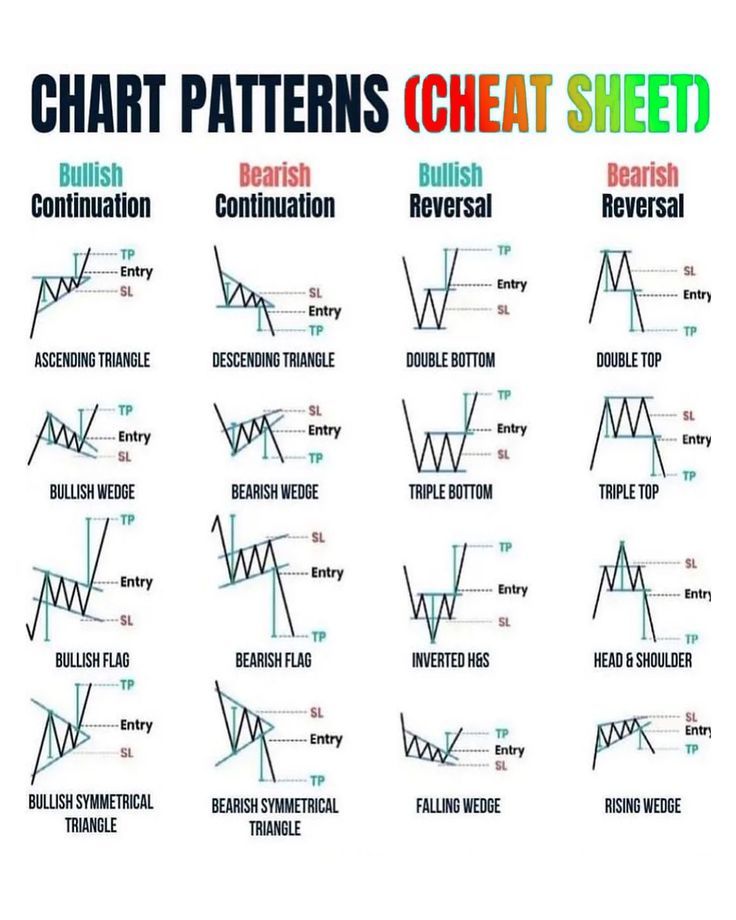 CHART PATTERNS (CHEAT SHEET)
Bullish Continuation
Bearish Continuation
Bullish Reversal
Bearish Reversal
TP
Entry
SL
ASCENDING TRIANGLE
SL
Entry
TP
DESCENDING TRIANGLE
TP
Entry
SL
DOUBLE BOTTOM
SL
Entry
TP
DOUBLE TOP
TP
Entry
SL
BULLISH WEDGE
SL
Entry
TP
BEARISH WEDGE
TP
Entry
SL
TRIPLE BOTTOM
SL
Entry
TP
TRIPLE TOP
TP
Entry
SL
BULLISH FLAG
SL
Entry
TP
BEARISH FLAG
TP
Entry
SL
INVERTED H&S
SL
Entry
TP
HEAD & SHOULDER
TP
Entry
SL
BULLISH SYMMETRICAL
TRIANGLE
SL
Entry
TP
BEARISH SYMMETRICAL
TRIANGLE
TP
Entry
SL
FALLING WEDGE
SL
Entry
TP
RISING WEDGE